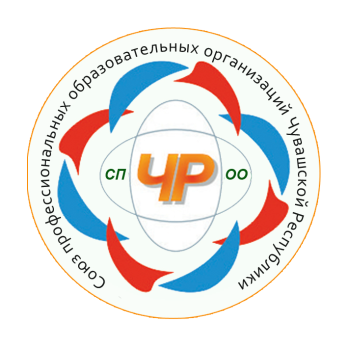 Союз профессиональных образовательных организаций Чувашской Республики
СП ЧР ОО